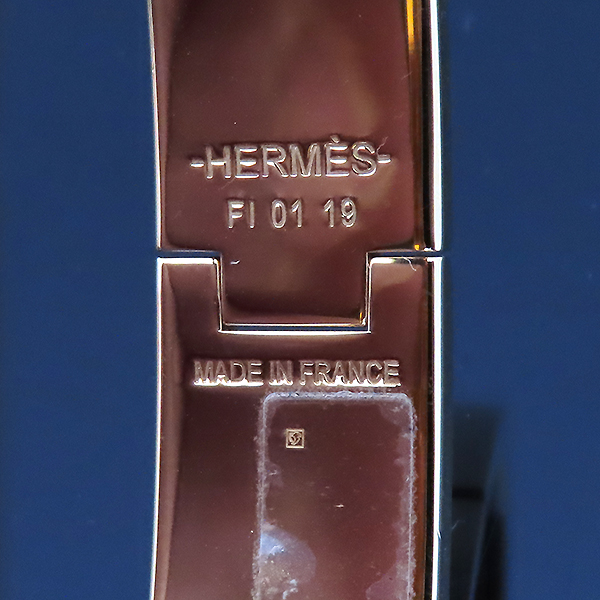 -HERMÈS-
FI 01 19
MADE IN FRANCE